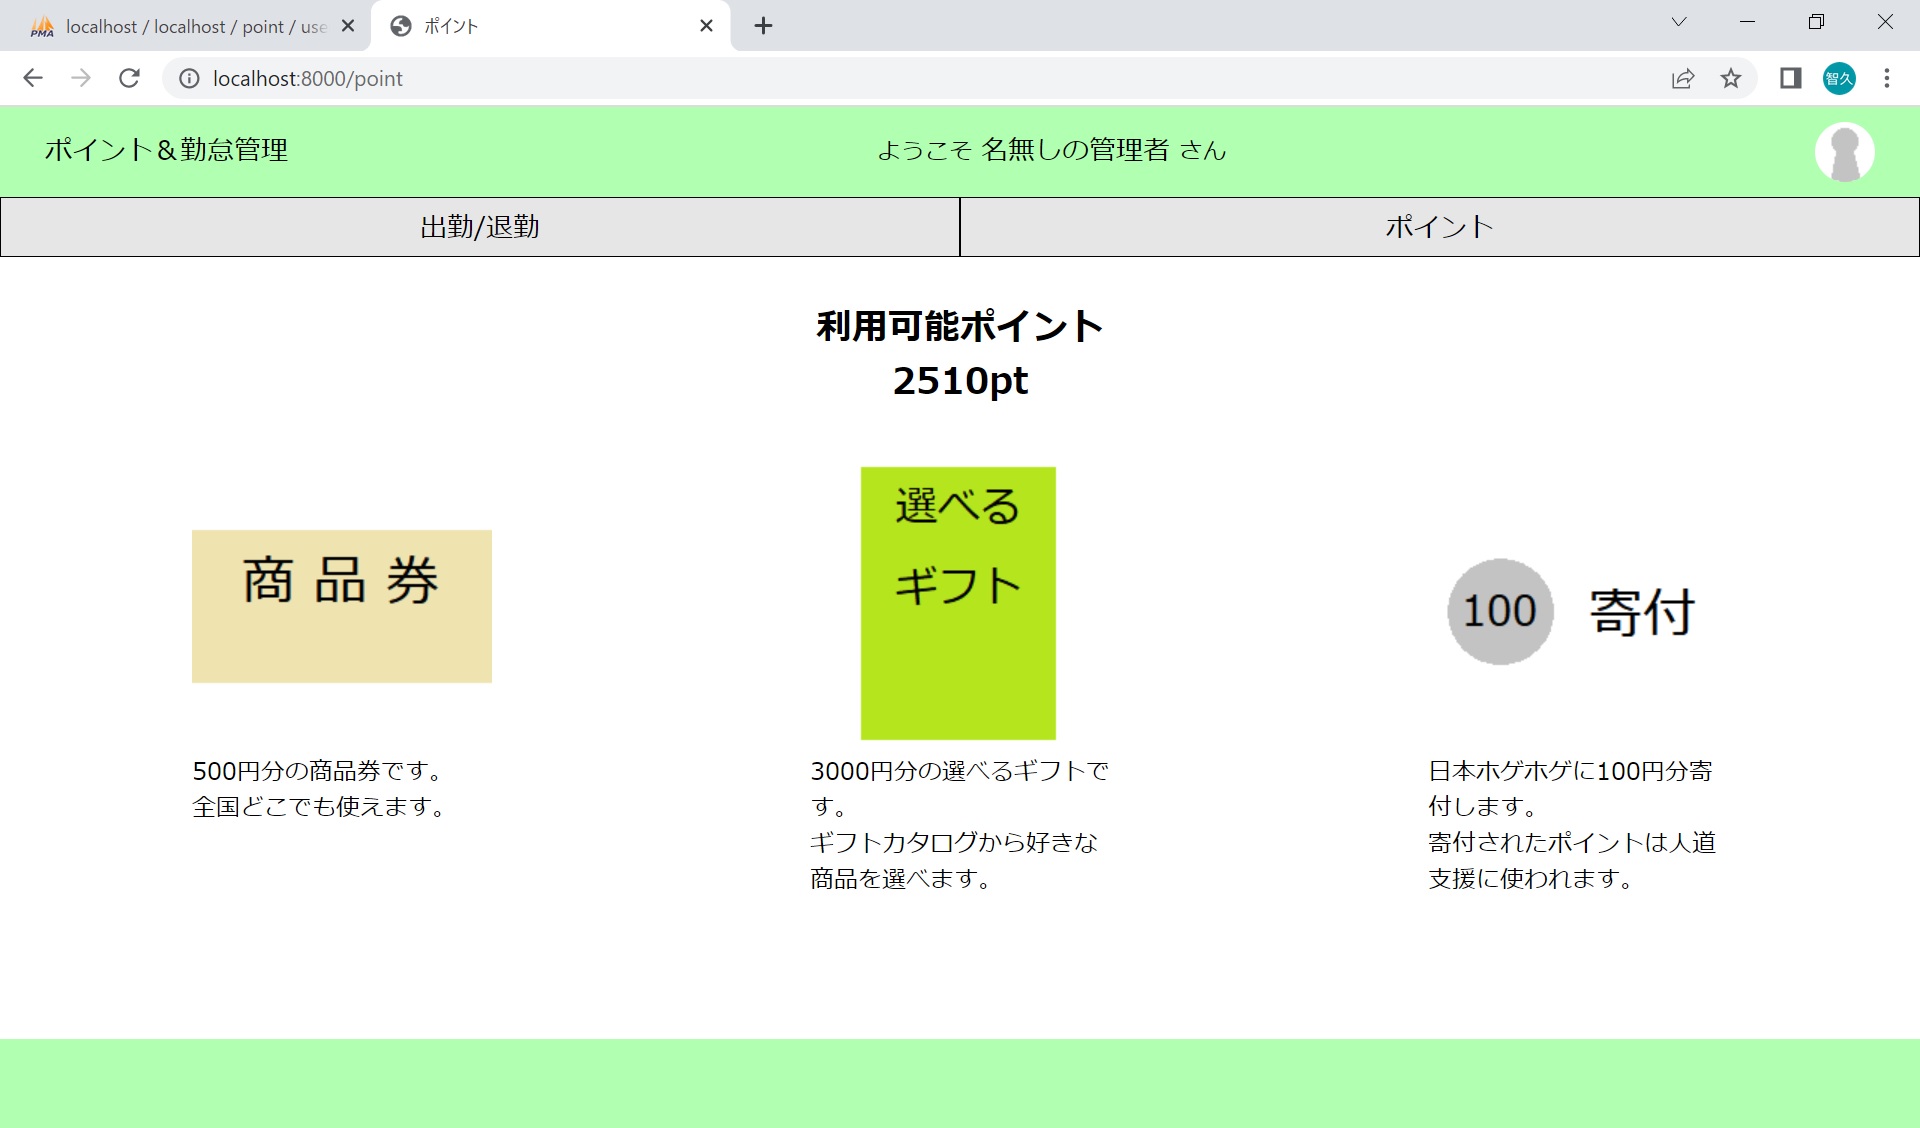 localhost / localhost / point / use
ポイント
localhost:8000/point
智久
ポイント＆勤怠管理
ようこそ 名無しの管理者 さん
出勤/退勤
ポイント
利用可能ポイント
2510pt
商品券
500円分の商品券です。
全国どこでも使えます。
選べる
ギフト
3000円分の選べるギフトで
す。
ギフトカタログから好きな
商品を選べます。
100 寄付
日本ホゲホゲに100円分寄
付します。
寄付されたポイントは人道
支援に使われます。